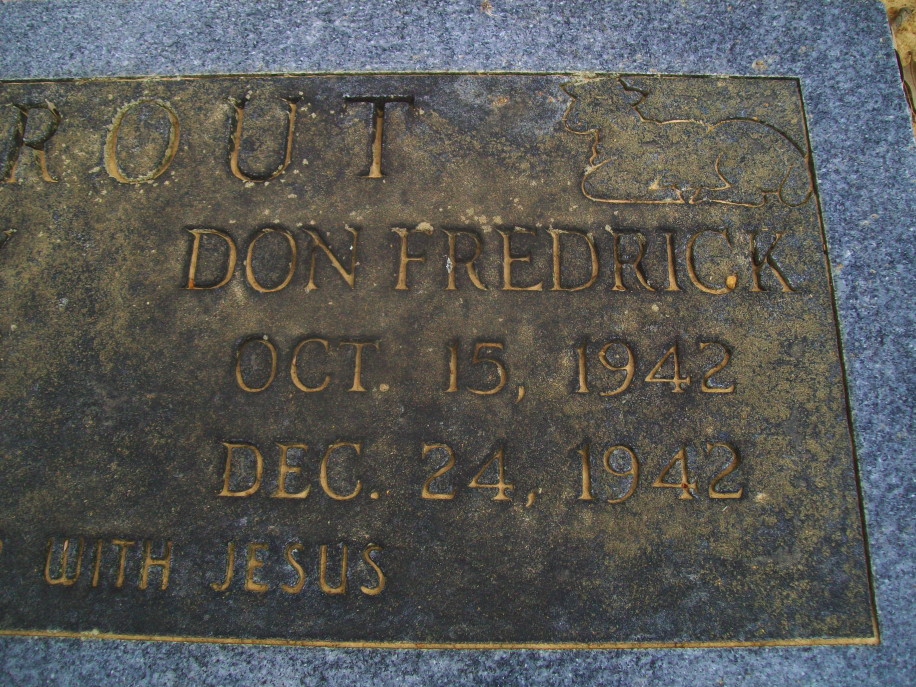 ROUT
DON FREDRICK
OCT. 15, 1942
DEC. 24, 1942
WITH JESUS